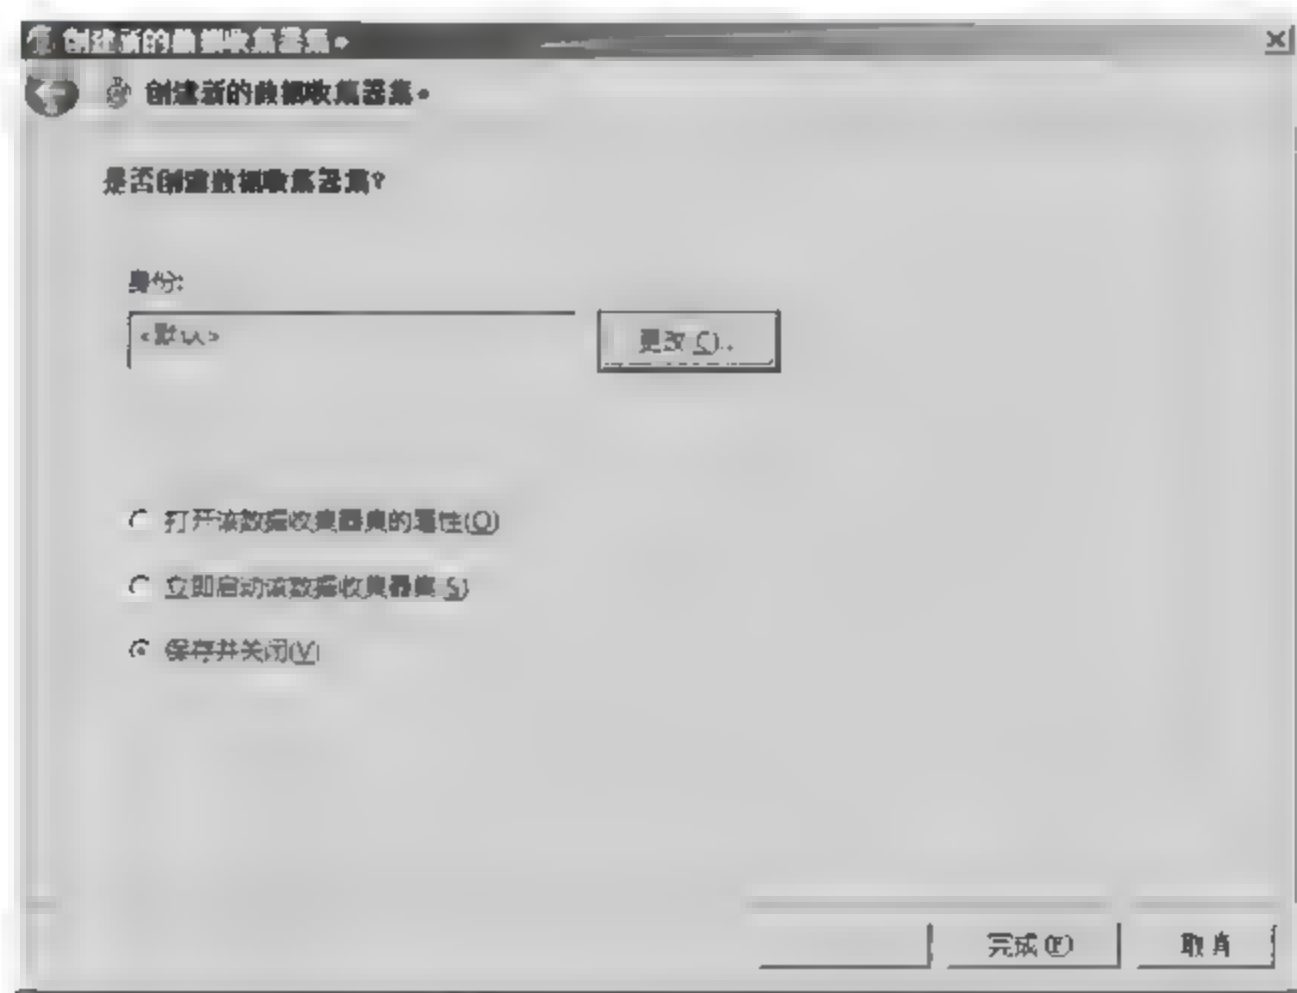 创建新的数据收集器集。
创建新的数据收集器集。
是否创建数据收集器集?
身份:
<默认>
更改(C)..
打开该数据收集器集的属性(O)
立即启动该数据收集器集(S)
保存并关闭(V)
完成(F)
取消